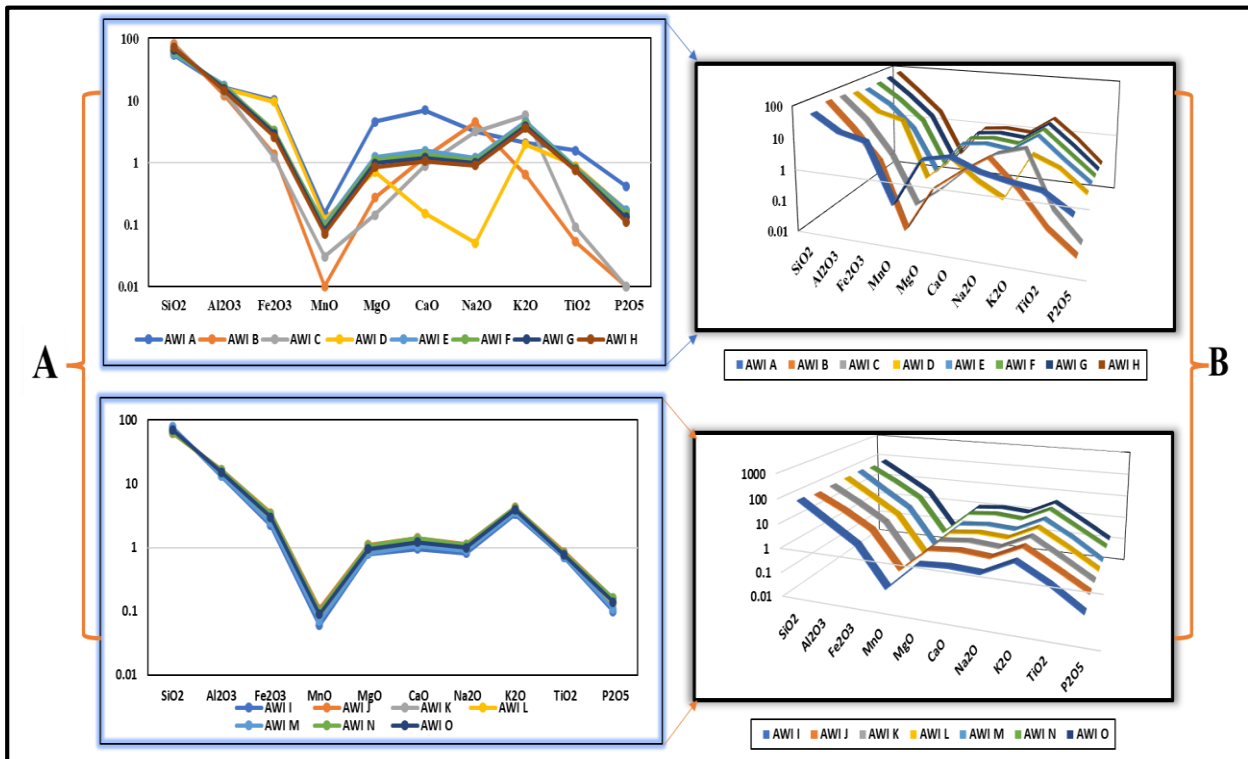 A
100
10
1
0.1
0.01
SiO2 Al2O3 Fe2O3 MnO MgO CaO Na2O K2O TiO2 P2O5
AWI A AWI B AWI C AWI D AWI E AWI F AWI G AWI H
100
10
1
0.1
0.01
SiO2 Al2O3 Fe2O3 MnO MgO CaO Na2O K2O TiO2 P2O5
AWI A AWI B AWI C AWI D AWI E AWI F AWI G AWI H
B
100
10
1
0.1
0.01
SiO2 Al2O3 Fe2O3 MnO MgO CaO Na2O K2O TiO2 P2O5
AWI I AWI J AWI K AWI L
AWI M AWI N AWI O
1000
100
10
1
0.1
0.01
SiO2 Al2O3 Fe2O3 MnO MgO CaO Na2O K2O TiO2 P2O5
AWI I AWI J AWI K AWI L AWI M AWI N AWI O